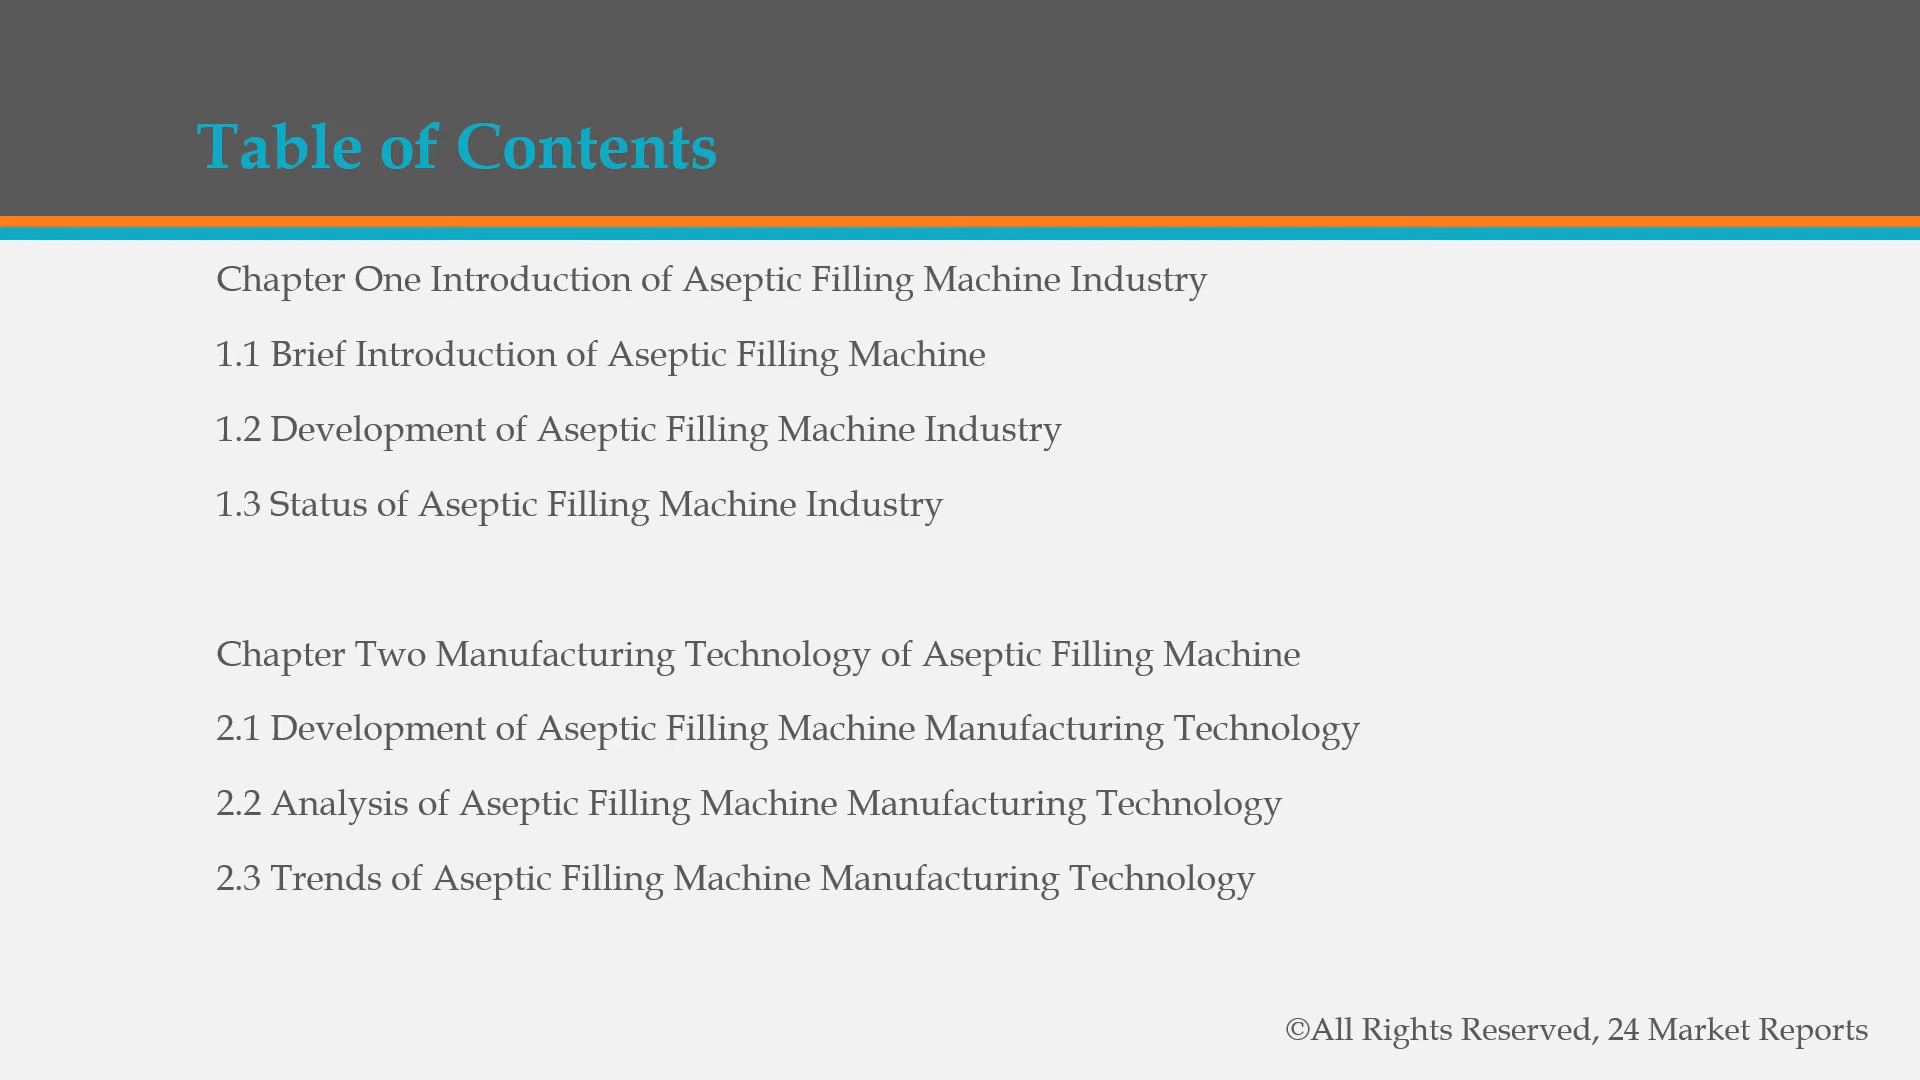 Table of Contents
Chapter One Introduction of Aseptic Filling Machine Industry
1.1 Brief Introduction of Aseptic Filling Machine
1.2 Development of Aseptic Filling Machine Industry
1.3 Status of Aseptic Filling Machine Industry
Chapter Two Manufacturing Technology of Aseptic Filling Machine
2.1 Development of Aseptic Filling Machine Manufacturing Technology
2.2 Analysis of Aseptic Filling Machine Manufacturing Technology
2.3 Trends of Aseptic Filling Machine Manufacturing Technology
©All Rights Reserved, 24 Market Reports